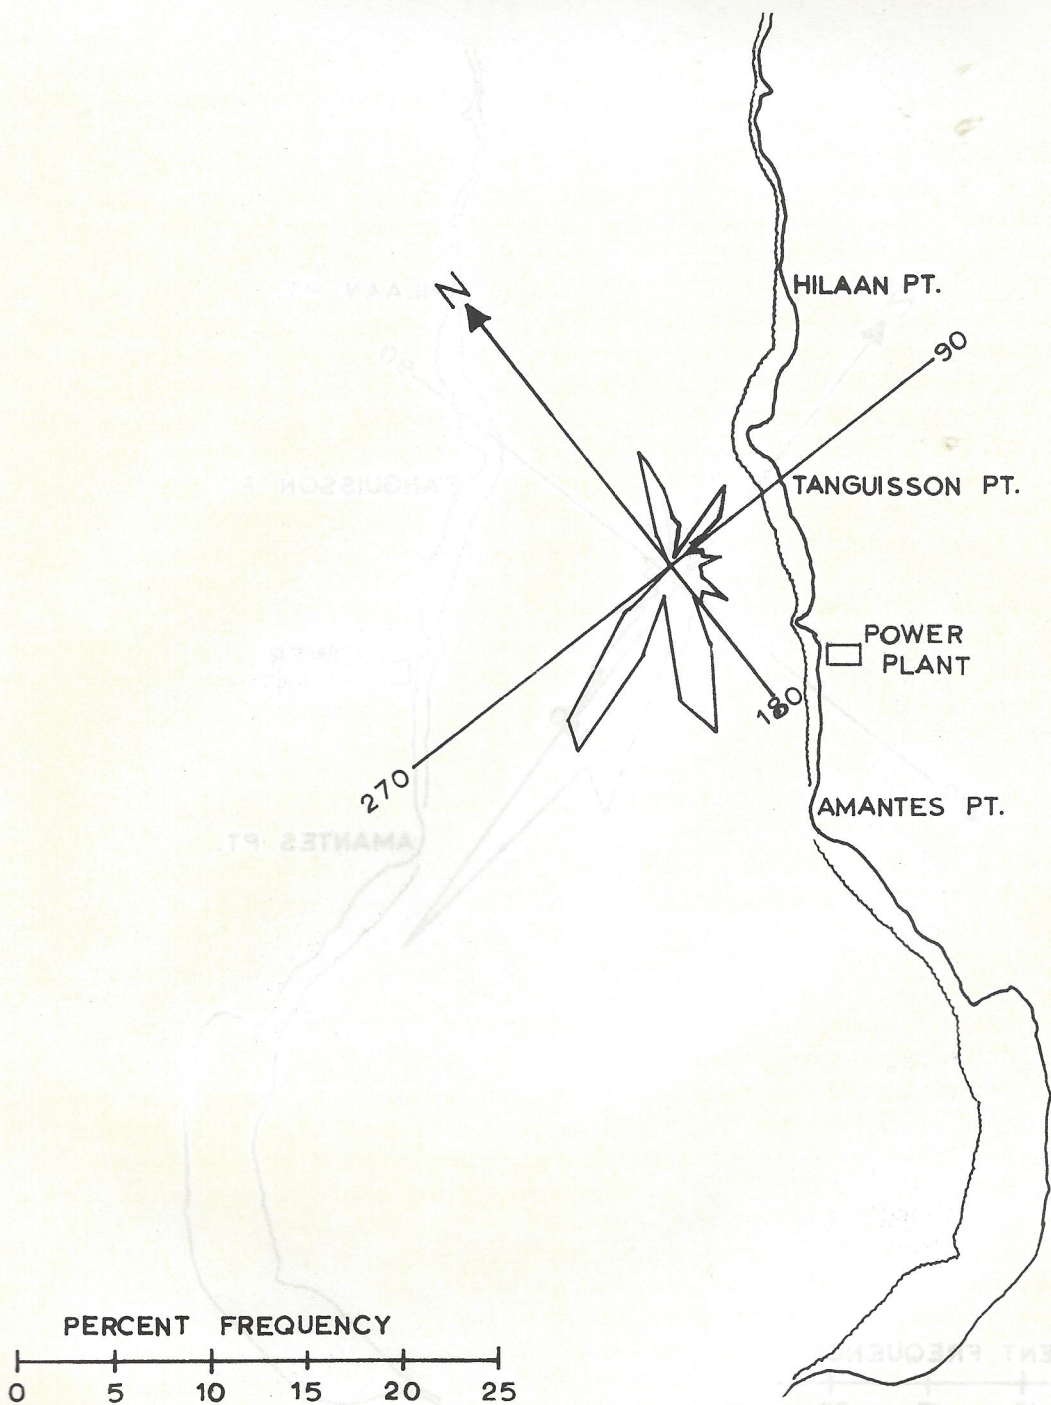 HILAAN PT.
N
90
TANGUISSON PT.
POWER
PLANT
180
270
AMANTES PT.
PERCENT FREQUENCY
0 5 10 15 20 25